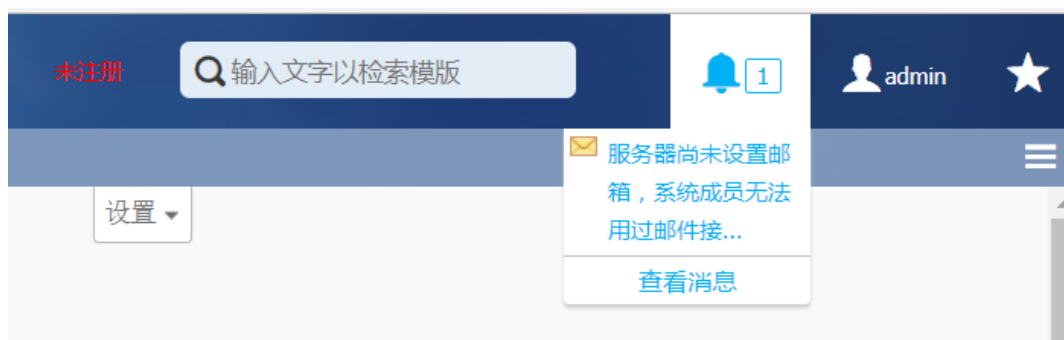 未注册
输入文字以检索模版
1
admin
服务器尚未设置邮
箱，系统成员无法
用过邮件接...
设置
查看消息